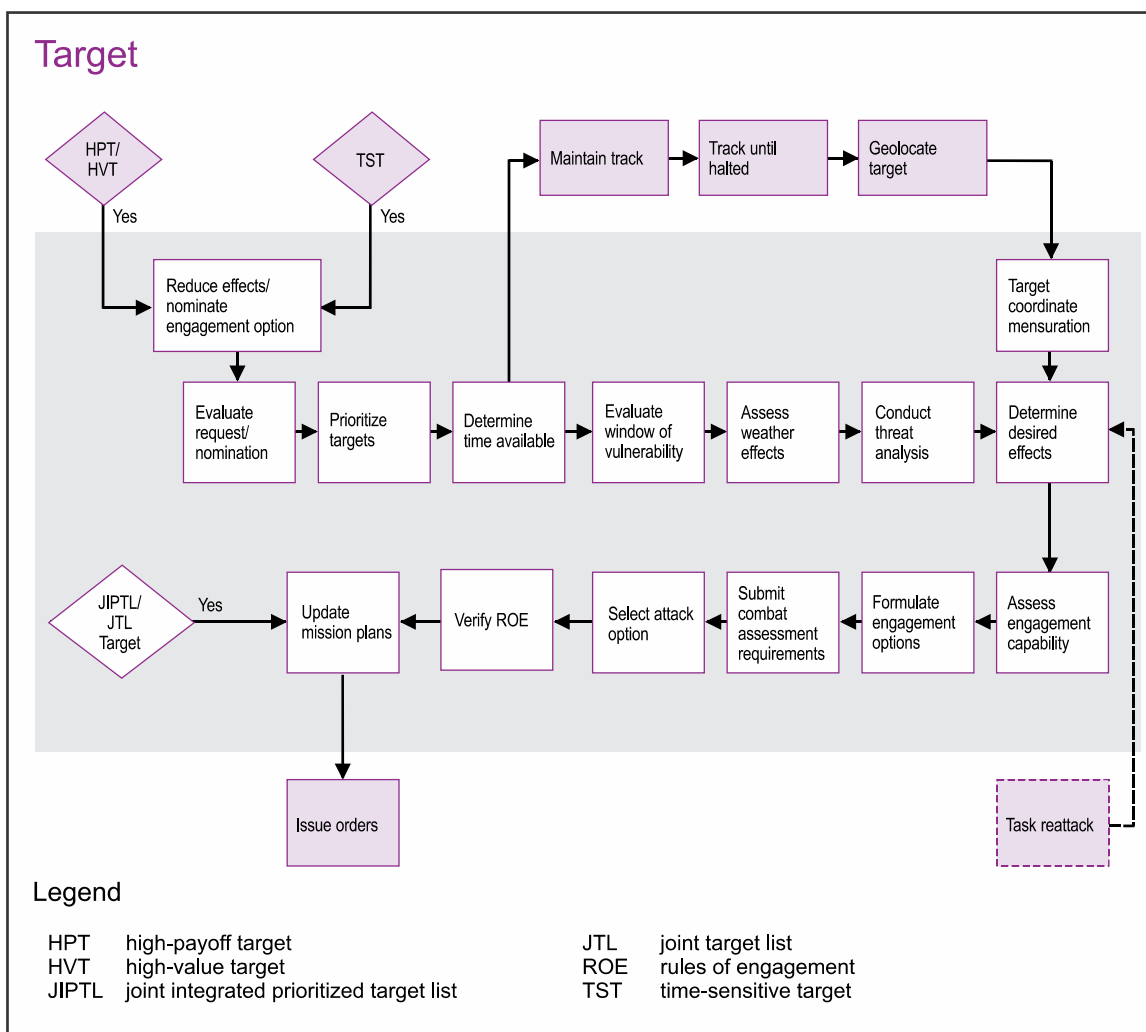 Target
HPT/
HVT
TST
Maintain track
Track until
halted
Geolocate
target
Yes
Yes
Reduce effects/
nominate
engagement option
Target
coordinate
mensuration
Evaluate
request/
nomination
Prioritize
targets
Determine
time available
Evaluate
window of
vulnerability
Assess
weather
effects
Conduct
threat
analysis
Determine
desired
effects
JIPTL/
JTL
Target
Yes
Update
mission plans
Verify ROE
Select attack
option
Submit
combat
assessment
requirements
Formulate
engagement
options
Assess
engagement
capability
Issue orders
Task reattack
Legend
HPT high-payoff target
HVT high-value target
JIPTL joint integrated prioritized target list
JTL joint target list
ROE rules of engagement
TST time-sensitive target